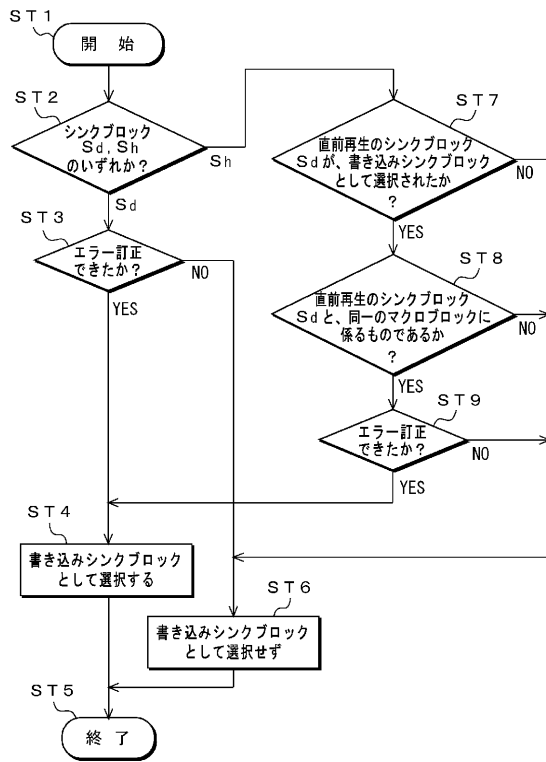 ST1
開 始
ST2
シンクブロック
Sd,Sh
のいずれか?
Sh
Sd
ST3
エラー訂正
できたか?
NO
YES
ST7
直前再生のシンクブロック
Sdが、書き込みシンクブロック
として選択されたか
?
NO
YES
ST8
直前再生のシンクブロック
Sdと、同一のマクロブロックに
係るものであるか
?
NO
YES
ST9
エラー訂正
できたか?
NO
YES
ST4
書き込みシンクブロック
として選択する
ST6
書き込みシンクブロック
として選択せず
ST5
終 了